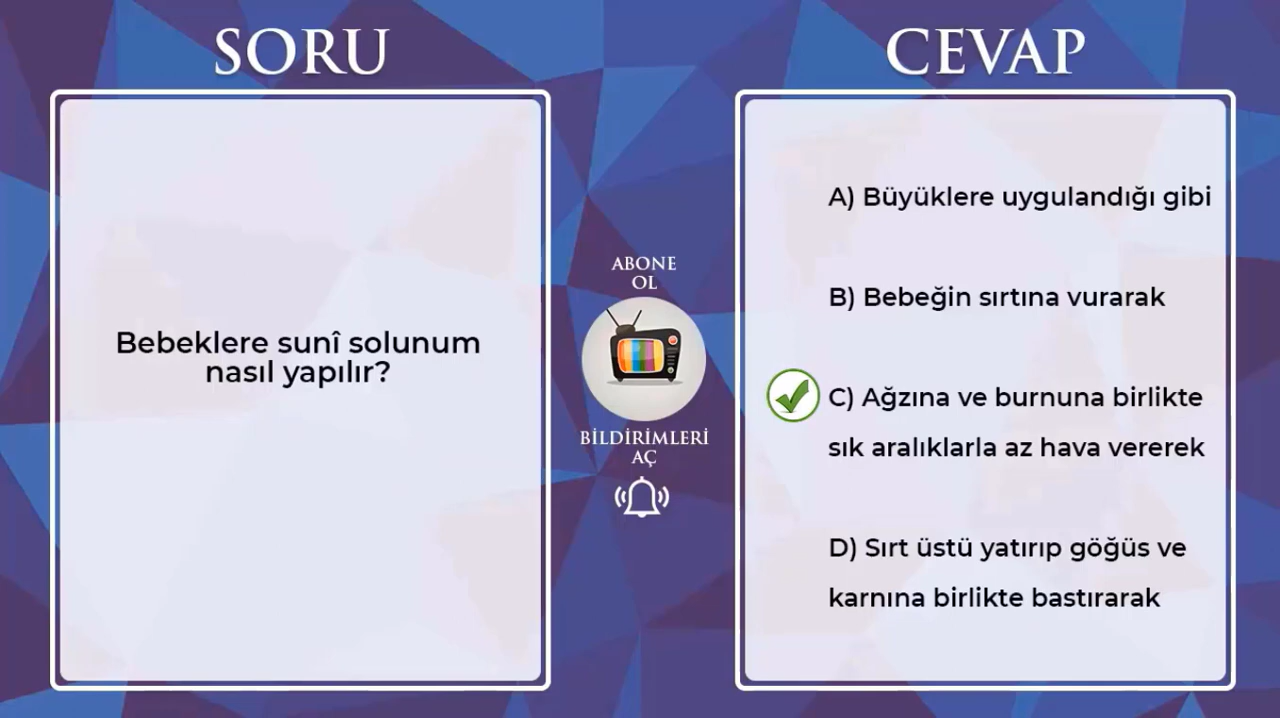 SORU
Bebeklere sunî solunum
nasıl yapılır?
ABONE
OL
BİLDİRİMLERİ
AÇ
CEVAP
A) Büyüklere uygulandığı gibi
B) Bebeğin sırtına vurarak
C) Ağzına ve burnuna birlikte
sık aralıklarla az hava vererek
D) Sırt üstü yatırıp göğüs ve
karnına birlikte bastırarak